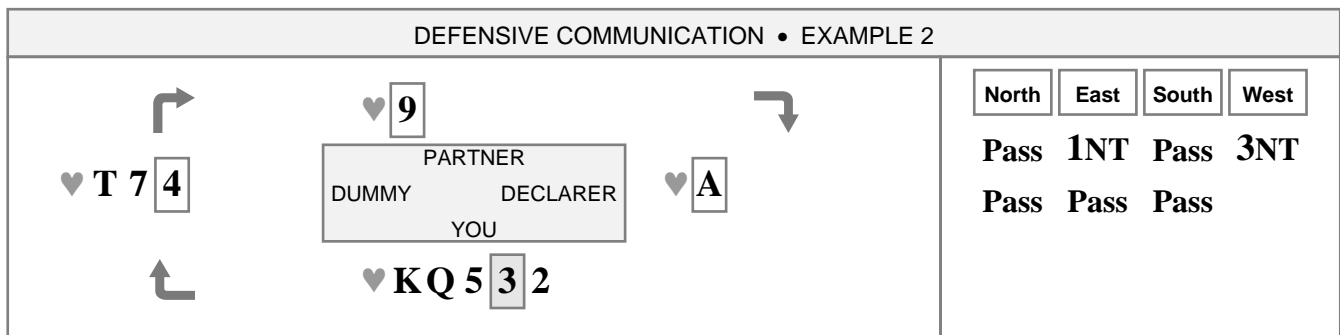 DEFENSIVE COMMUNICATION • EXAMPLE 2
North East South West
Pass 1NT Pass 3NT
Pass Pass Pass
♥ 9
PARTNER
♥ T 7 4
DUMMY DECLARER
♥ A
YOU
♥ K Q 5 3 2